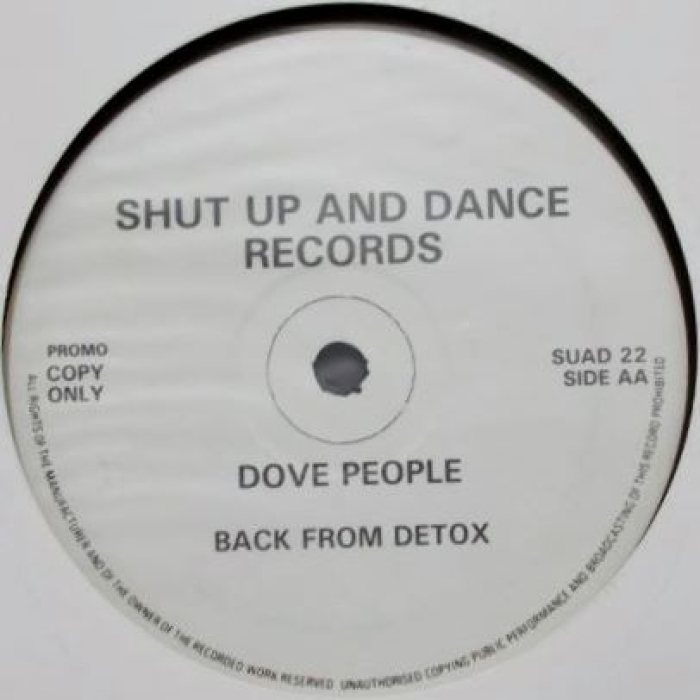 SHUT UP AND DANCE
RECORDS
PROMO
COPY
ONLY
SUAD 22
SIDE AA
DOVE PEOPLE
BACK FROM DETOX
ALL RIGHTS OF THE MANUFACTURER AND OF THE OWNER OF THE RECORDED WORK RESERVED UNAUTHORISED COPYING PUBLIC PERFORMANCE AND BROADCASTING OF THIS RECORD PROHIBITED